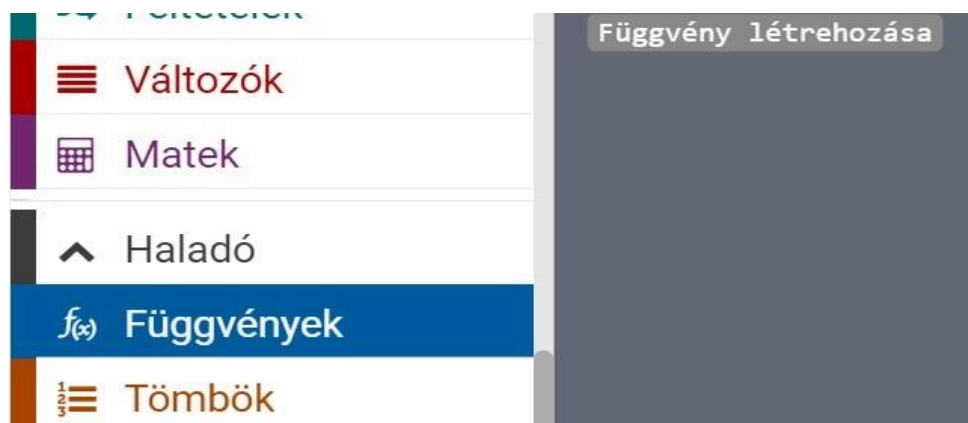 Függvény létrehozása
Változók
Matek
Haladó
f(x) Függvények
Tömbök